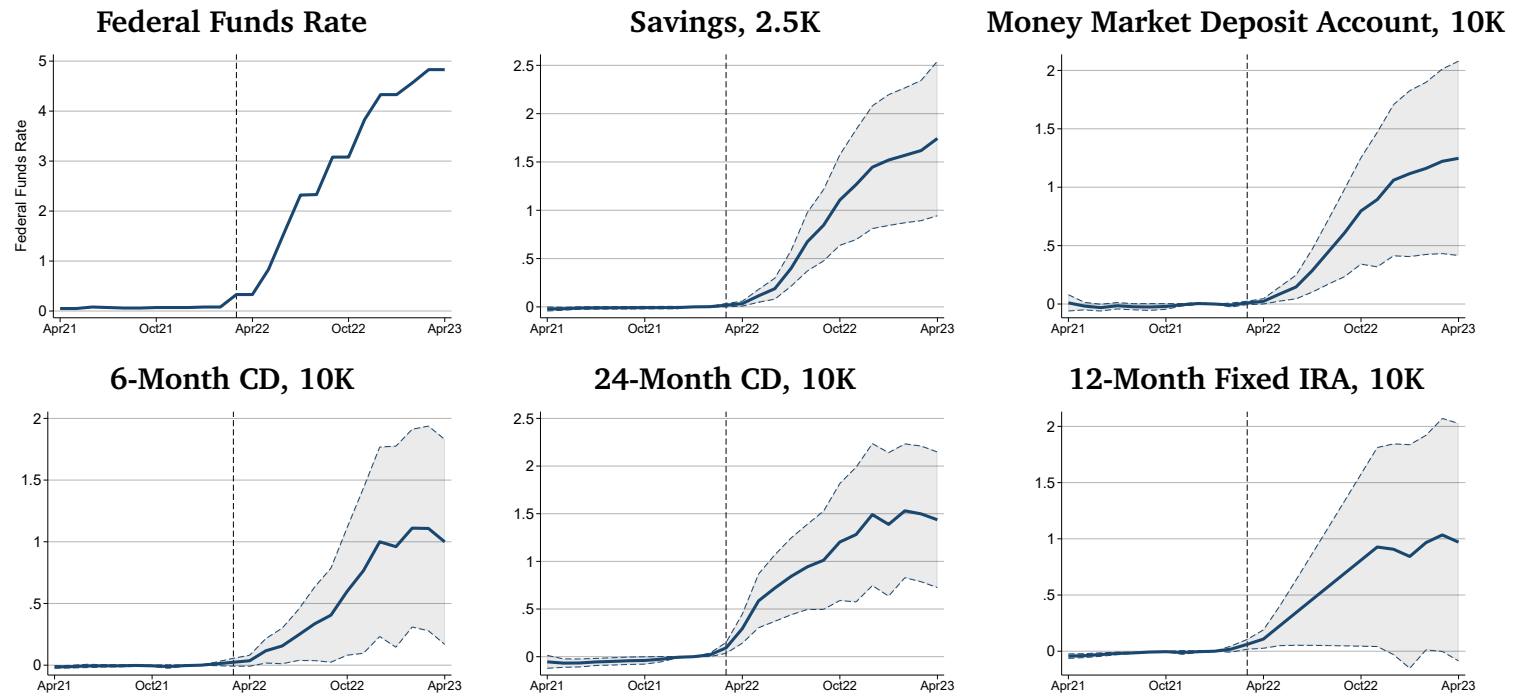 Federal Funds Rate
Federal Funds Rate
5
4
3
2
1
0
Apr21 Oct21 Apr22 Oct22 Apr23
Savings, 2.5K
2.5
2
1.5
1
.5
0
Apr21 Oct21 Apr22 Oct22 Apr23
Money Market Deposit Account, 10K
2
1.5
1
.5
0
Apr21 Oct21 Apr22 Oct22 Apr23
6-Month CD, 10K
2
1.5
1
.5
0
Apr21 Oct21 Apr22 Oct22 Apr23
24-Month CD, 10K
2.5
2
1.5
1
.5
0
Apr21 Oct21 Apr22 Oct22 Apr23
12-Month Fixed IRA, 10K
2
1.5
1
.5
0
Apr21 Oct21 Apr22 Oct22 Apr23